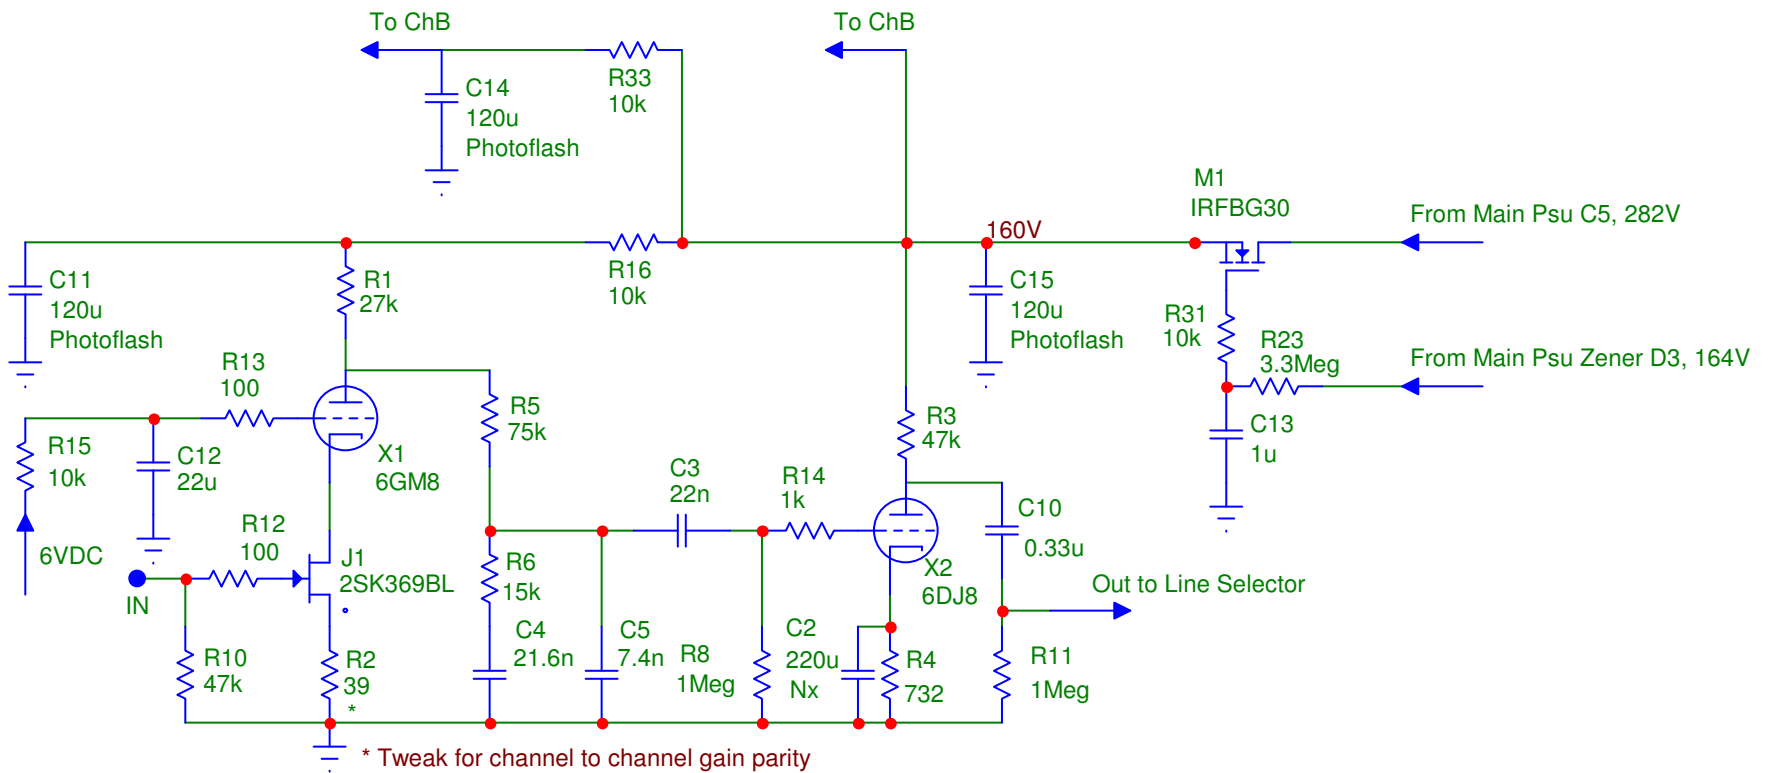 To ChB
To ChB
R33
10k
C14
120u
Photoflash
M1
IRFBG30
From Main Psu C5, 282V
160V
R16
10k
C11
120u
Photoflash
R1
27k
C15
120u
Photoflash
R31
10k
R23
3.3Meg
From Main Psu Zener D3, 164V
R13
100
R5
75k
R3
47k
C13
1u
R15
10k
C12
22u
X1
6GM8
C3
22n
R14
1k
C10
0.33u
6VDC
R12
100
J1
2SK369BL
IN
R6
15k
X2
6DJ8
Out to Line Selector
C4
21.6n
C5
7.4n
R8
1Meg
C2
220u
Nx
R4
732
R11
1Meg
R10
47k
R2
39
*
* Tweak for channel to channel gain parity